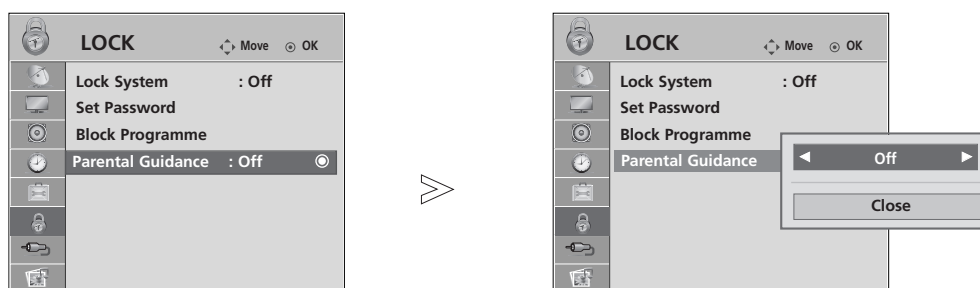 LOCK Move OK
Lock System : Off
Set Password
Block Programme
Parental Guidance : Off
LOCK Move OK
Lock System : Off
Set Password
Block Programme
Parental Guidance
Off
Close